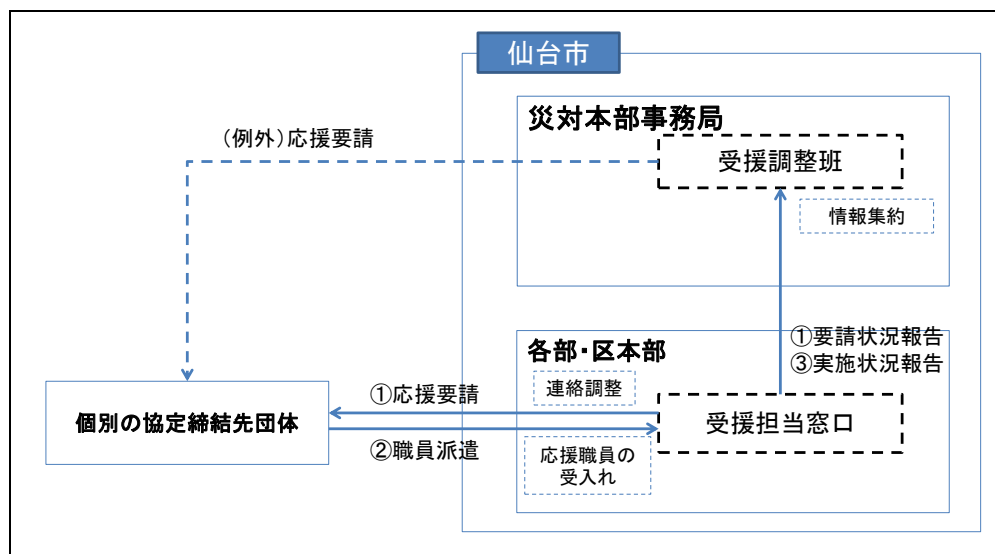 仙台市
災対本部事務局
(例外)応援要請
受援調整班
情報集約
①要請状況報告
③実施状況報告
各部・区本部
連絡調整
①応援要請
個別の協定締結先団体
受援担当窓口
②職員派遣
応援職員の
受入れ